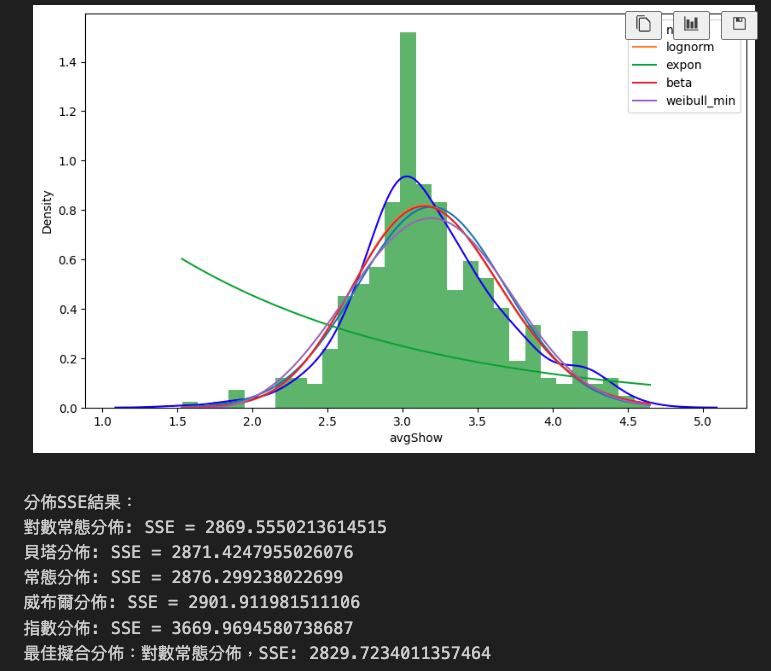 n
lognorm
expon
beta
weibull_min
1.4
1.2
1.0
0.8
0.6
0.4
0.2
0.0
Density
1.0 1.5 2.0 2.5 3.0 3.5 4.0 4.5 5.0
avgShow
分佈SSE結果：
對數常態分佈: SSE = 2869.5550213614515
貝塔分佈: SSE = 2871.4247955026076
常態分佈: SSE = 2876.299238022699
威布爾分佈: SSE = 2901.911981511106
指數分佈: SSE = 3669.9694580738687
最佳擬合分佈：對數常態分佈，SSE: 2829.7234011357464